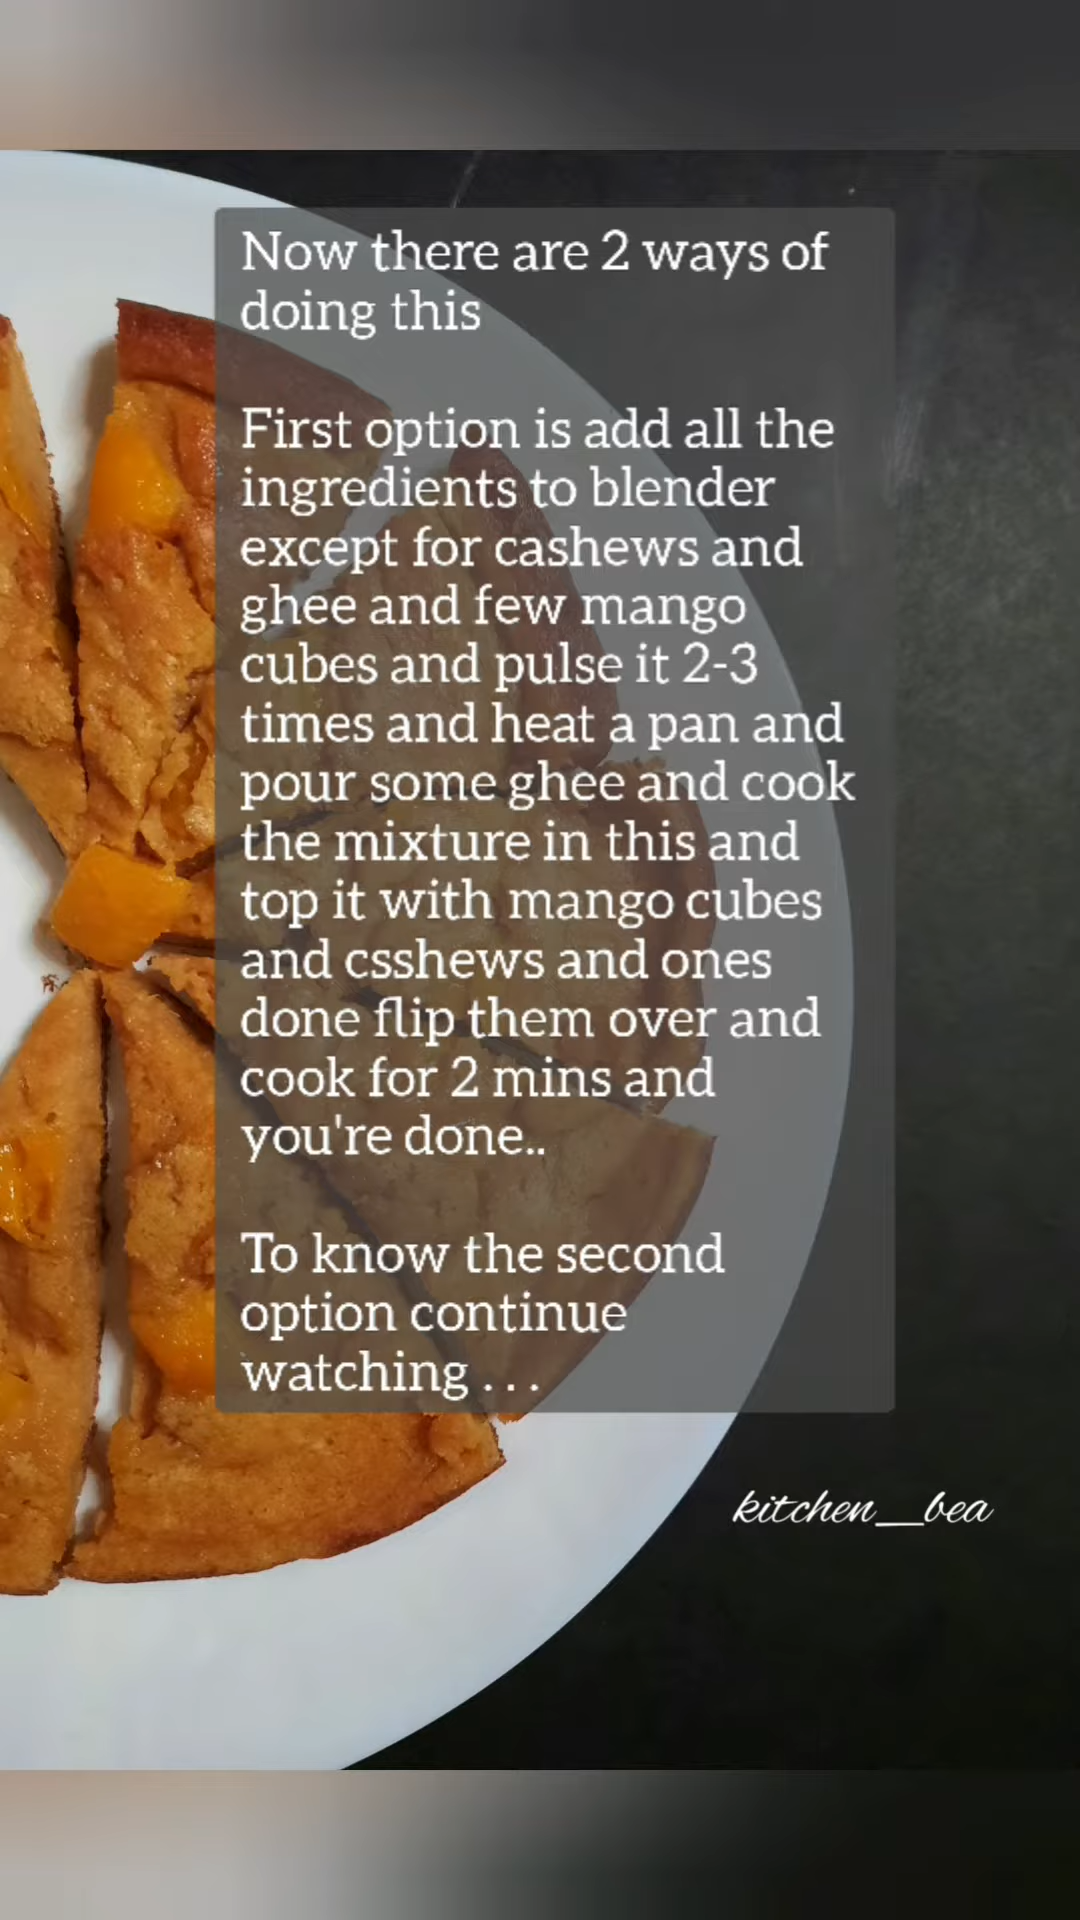 Now there are 2 ways of
doing this
First option is add all the
ingredients to blender
except for cashews and
ghee and few mango
cubes and pulse it 2-3
times and heat a pan and
pour some ghee and cook
the mixture in this and
top it with mango cubes
and csshews and ones
done flip them over and
cook for 2 mins and
you're done..
To know the second
option continue
watching . . .
kitchen__bea